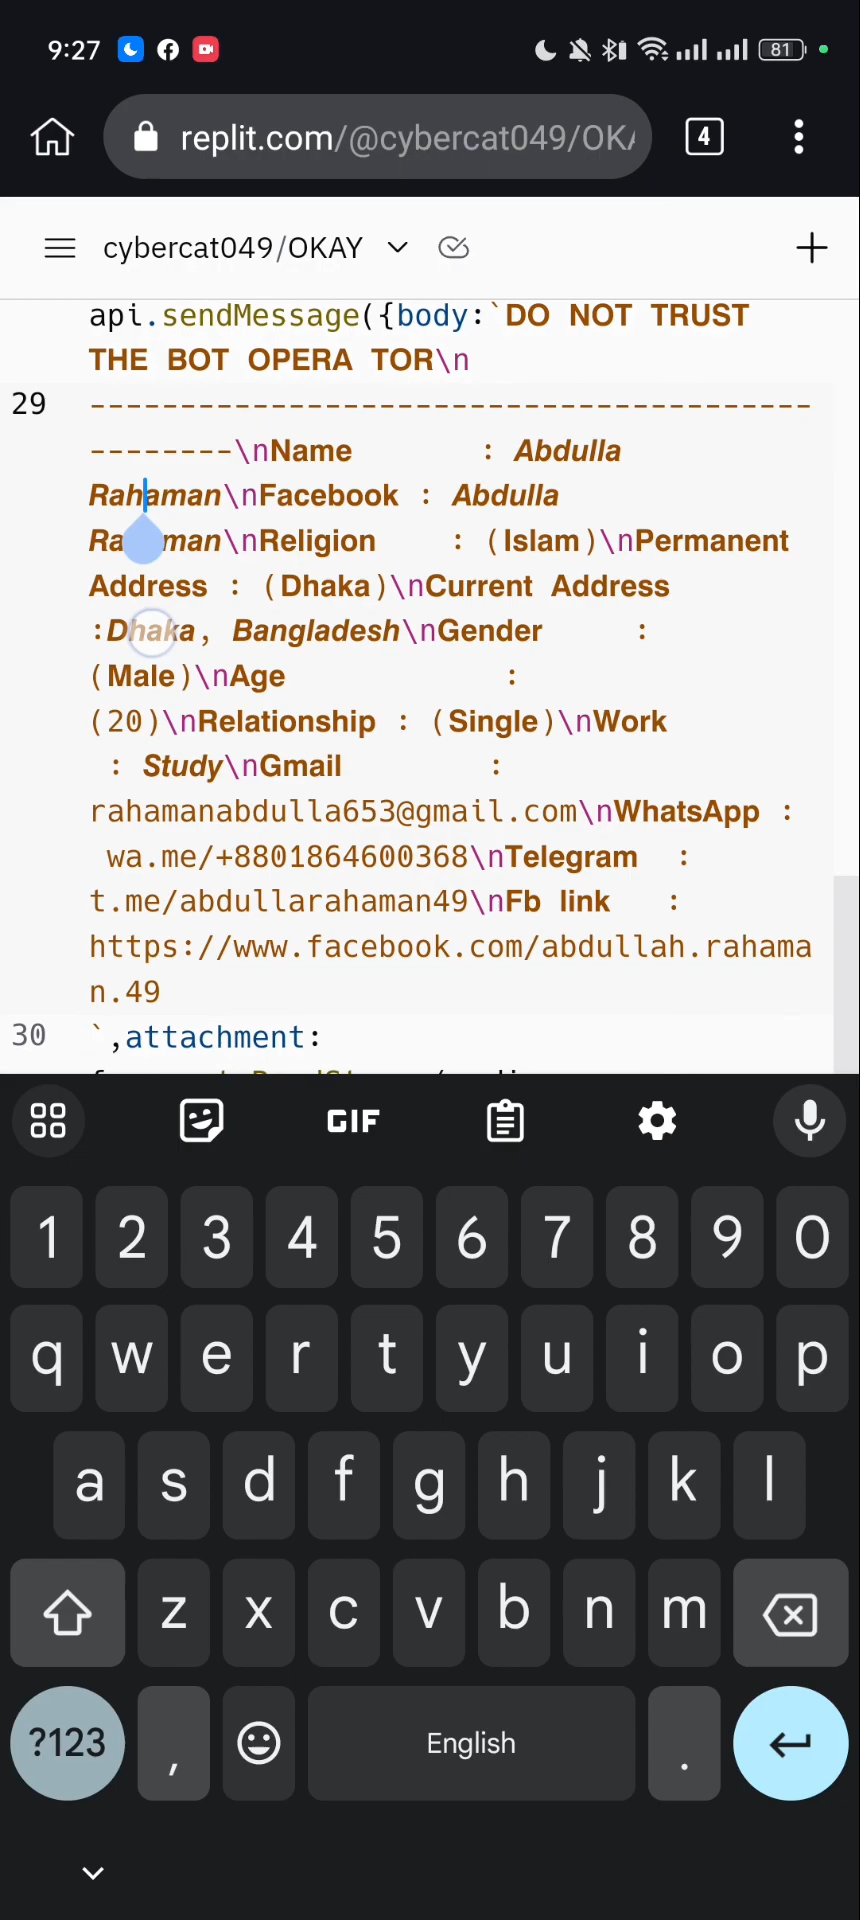 9:27
81
replit.com/@cybercat049/OKA
4
cybercat049/OKAY
api.sendMessage({body:`DO NOT TRUST
THE BOT OPERA TOR\n
29
----------------------------------------
--------\nName : Abdulla
Rahaman\nFacebook : Abdulla
Ra man\nReligion : (Islam)\nPermanent
Address : (Dhaka)\nCurrent Address
:Dhaka, Bangladesh\nGender :
(Male)\nAge :
(20)\nRelationship : (Single)\nWork
: Study\nGmail :
rahamanabdulla653@gmail.com\nWhatsApp :
wa.me/+8801864600368\nTelegram :
t.me/abdullarahaman49\nFb link :
https://www.facebook.com/abdullah.rahama
n.49
30 `,attachment:
GIF
1 2 3 4 5 6 7 8 9 0
q w e r t y u i o p
a s d f g h j k l
z x c v b n m
?123 , English .